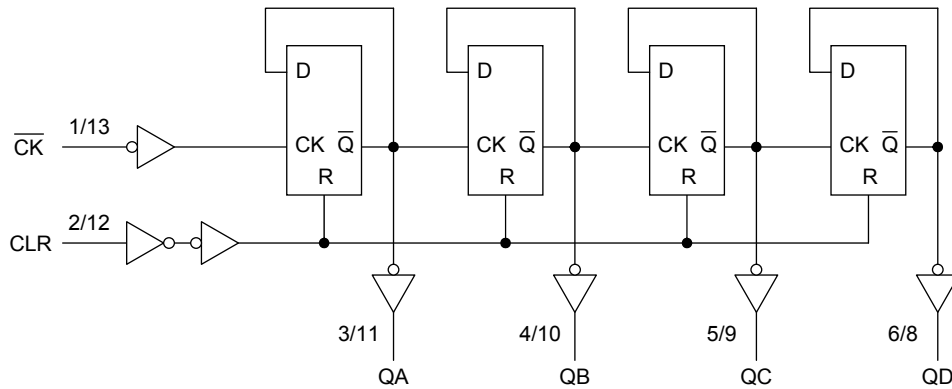 D D D D
1/13
C̅K̅ CK Q̅ CK Q̅ CK Q̅ CK Q̅
R R R R
2/12
CLR
3/11 4/10 5/9 6/8
QA QB QC QD